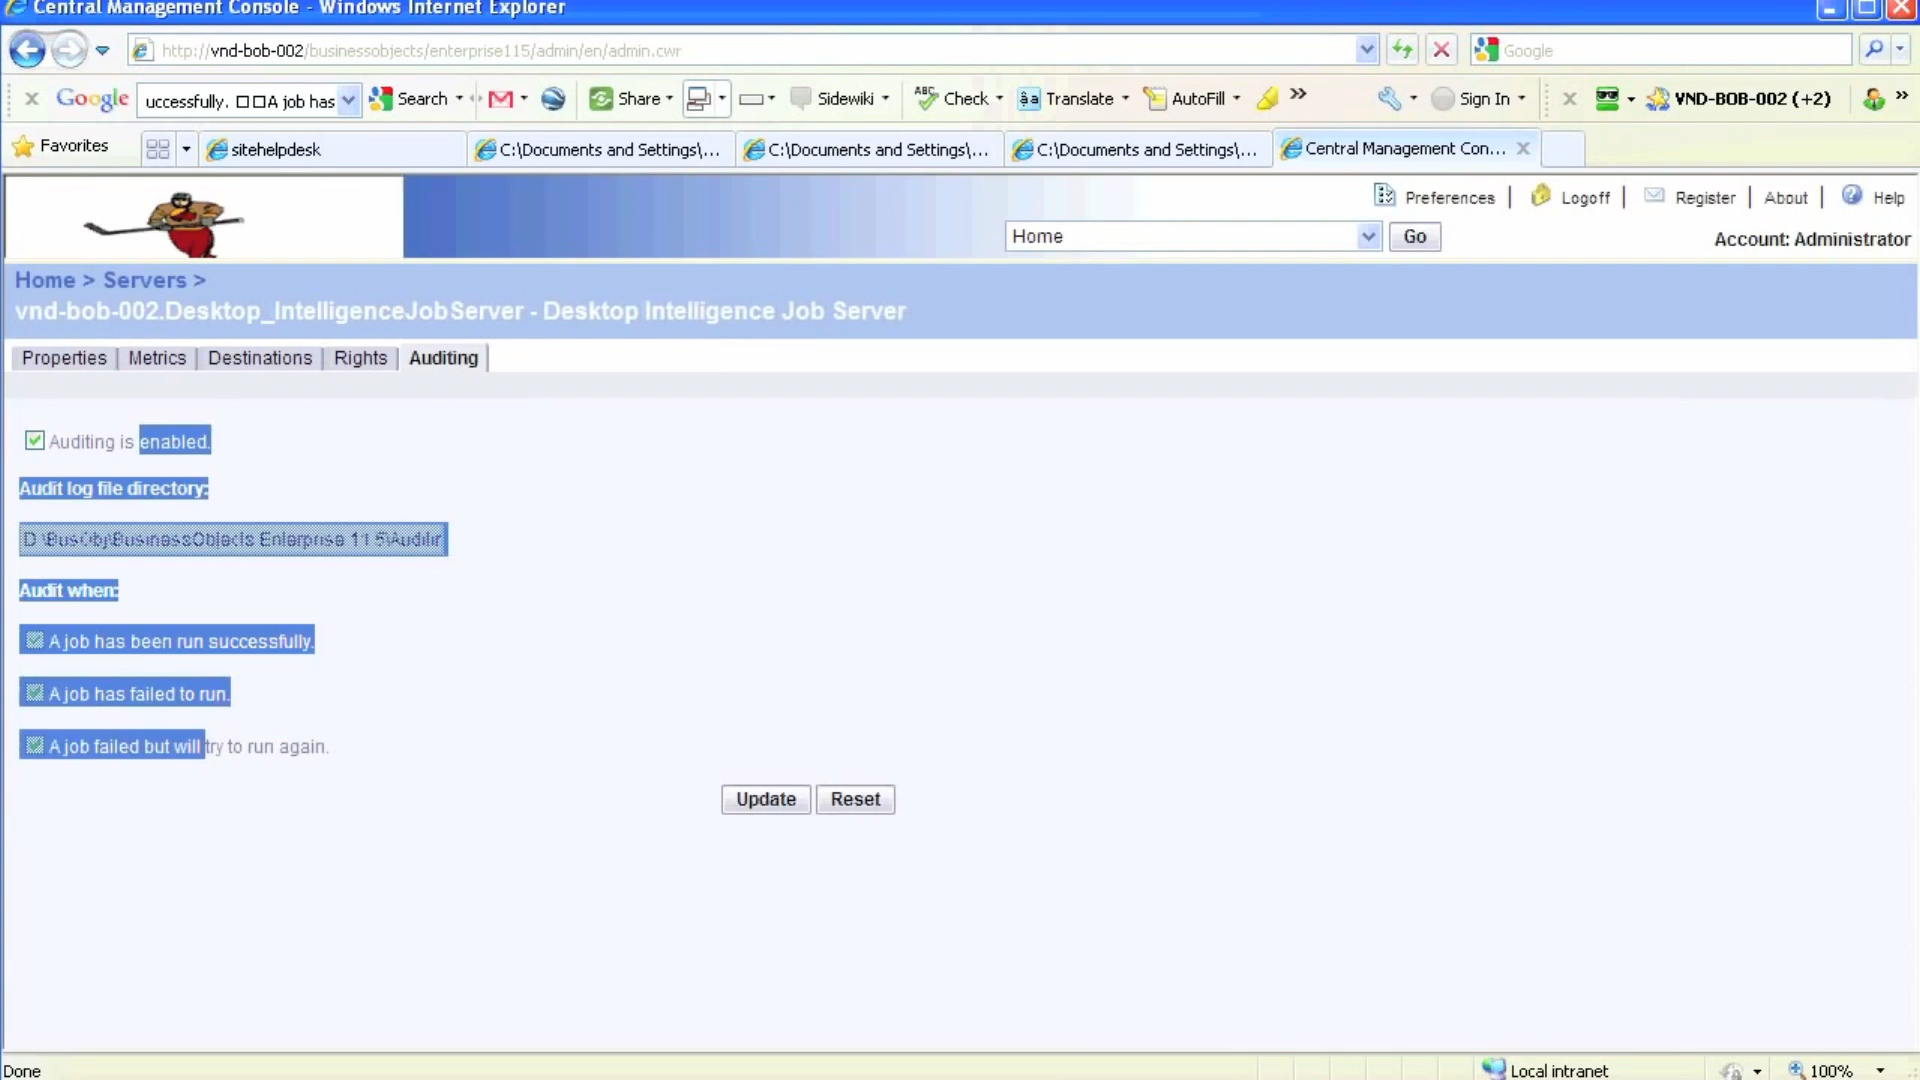 Central Management Console - Windows Internet Explorer
http://vnd-bob-002/businessobjects/enterprise115/admin/en/admin.cwr
Google
Google uccessfully. □□A job has Search Share Sidewiki ABC Check Translate AutoFill » Sign In VND-BOB-002 (+2) »
Favorites sitehelpdesk C:\Documents and Settings\... C:\Documents and Settings\... C:\Documents and Settings\... Central Management Con...
Preferences | Logoff | Register | About | Help
Home Go Account: Administrator
Home > Servers >
vnd-bob-002.Desktop_IntelligenceJobServer - Desktop Intelligence Job Server
Properties Metrics Destinations Rights Auditing
Auditing is enabled.
Audit log file directory:
D:\BusObj\BusinessObjects Enterprise 11.5\Auditin
Audit when:
A job has been run successfully.
A job has failed to run.
A job failed but will try to run again.
Update Reset
Done Local intranet 100%